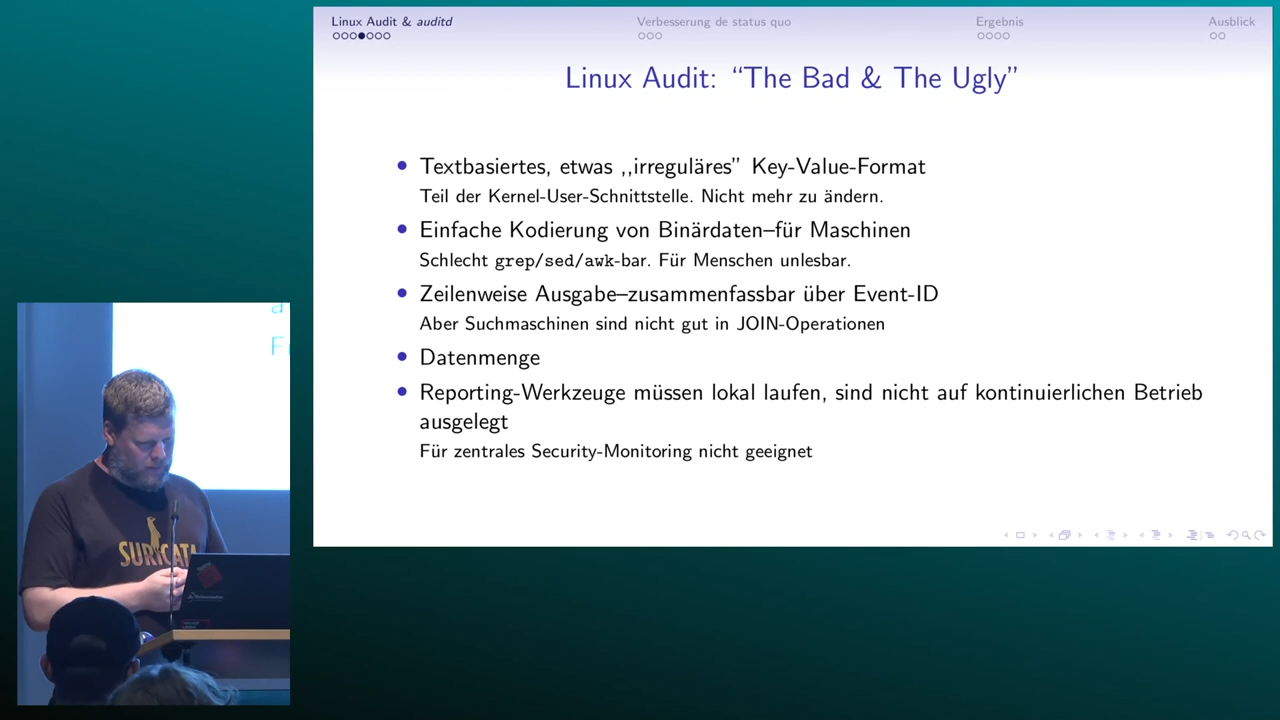 Linux Audit & auditd
Verbesserung de status quo
Ergebnis
Ausblick
Linux Audit: “The Bad & The Ugly”
Textbasiertes, etwas ,,irreguläres” Key-Value-Format
Teil der Kernel-User-Schnittstelle. Nicht mehr zu ändern.
Einfache Kodierung von Binärdaten–für Maschinen
Schlecht grep/sed/awk-bar. Für Menschen unlesbar.
Zeilenweise Ausgabe–zusammenfassbar über Event-ID
Aber Suchmaschinen sind nicht gut in JOIN-Operationen
Datenmenge
Reporting-Werkzeuge müssen lokal laufen, sind nicht auf kontinuierlichen Betrieb
ausgelegt
Für zentrales Security-Monitoring nicht geeignet
SURICATA